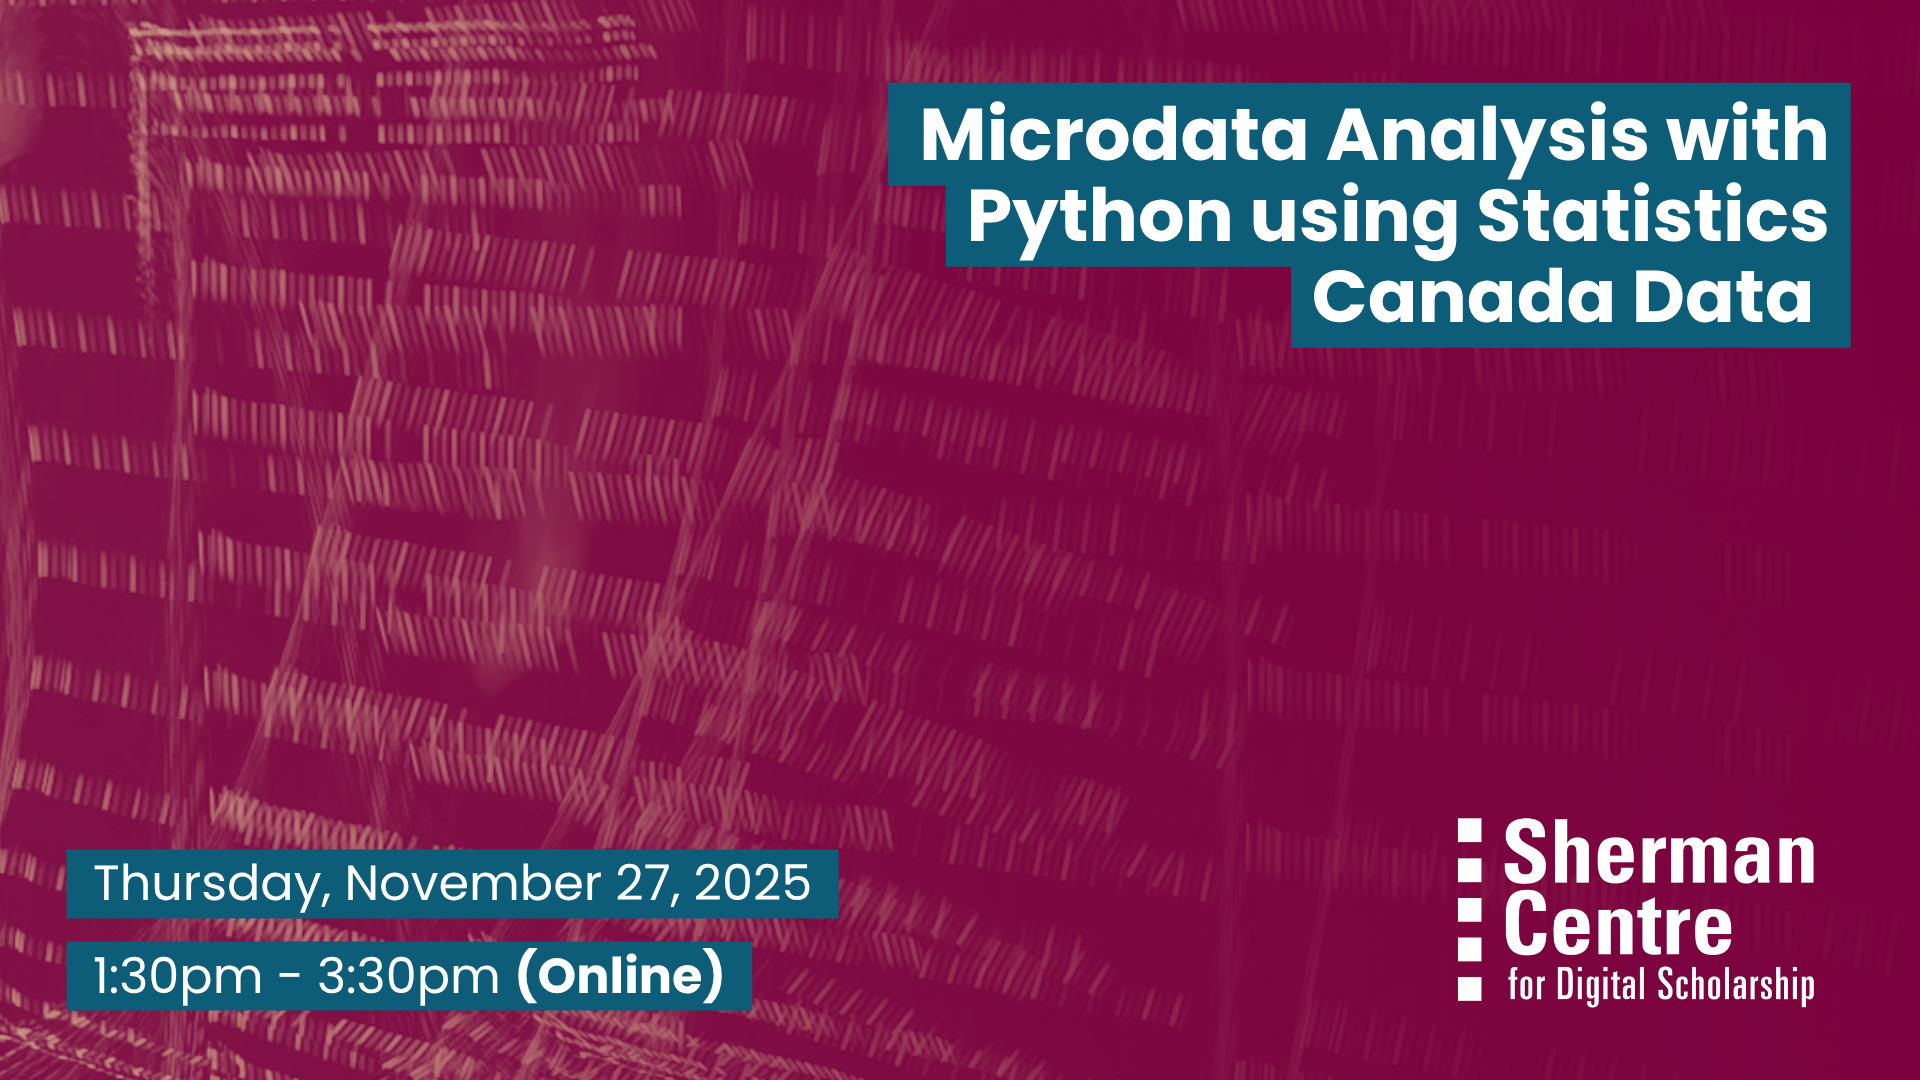 Microdata Analysis with
Python using Statistics
Canada Data
Thursday, November 27, 2025
1:30pm - 3:30pm (Online)
Sherman
Centre
for Digital Scholarship